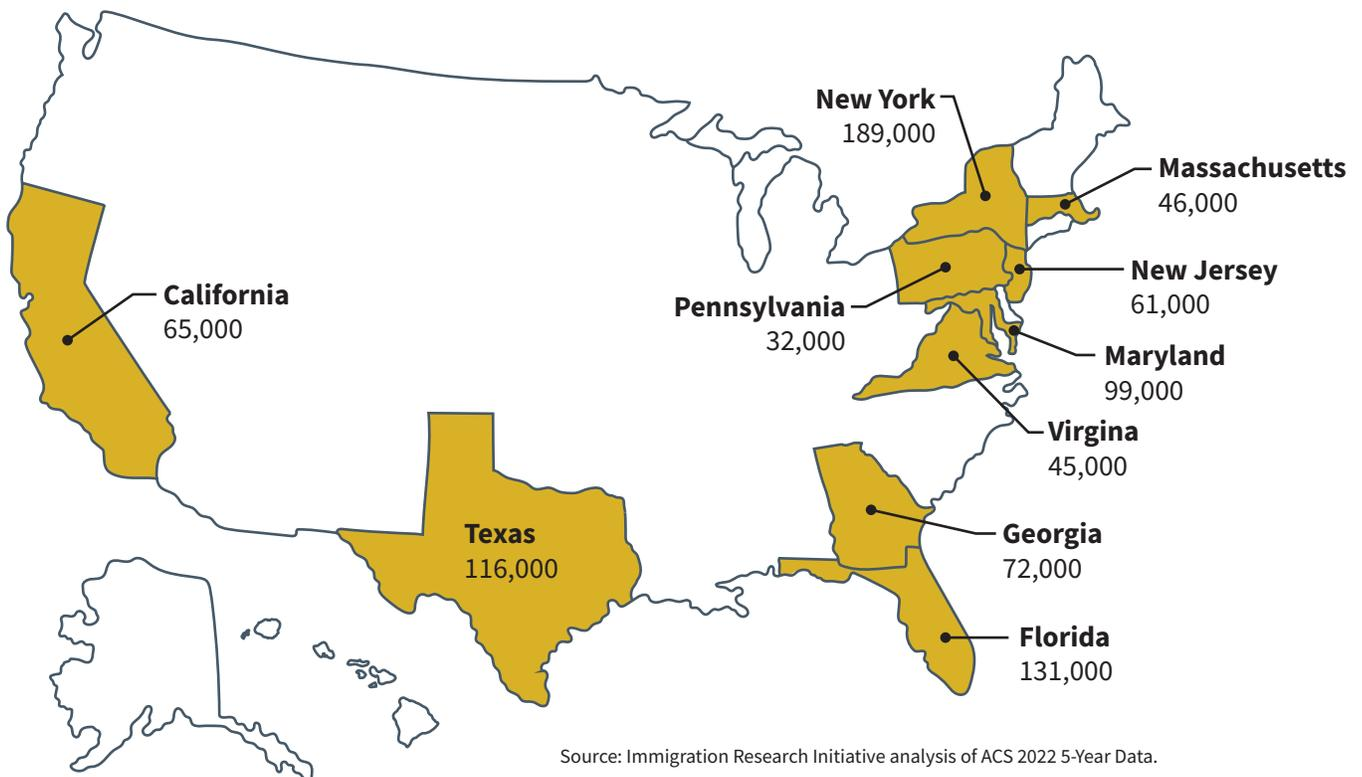 New York
189,000
Massachusetts
46,000
New Jersey
61,000
California
65,000
Pennsylvania
32,000
Maryland
99,000
Virgina
45,000
Texas
116,000
Georgia
72,000
Florida
131,000
Source: Immigration Research Initiative analysis of ACS 2022 5-Year Data.